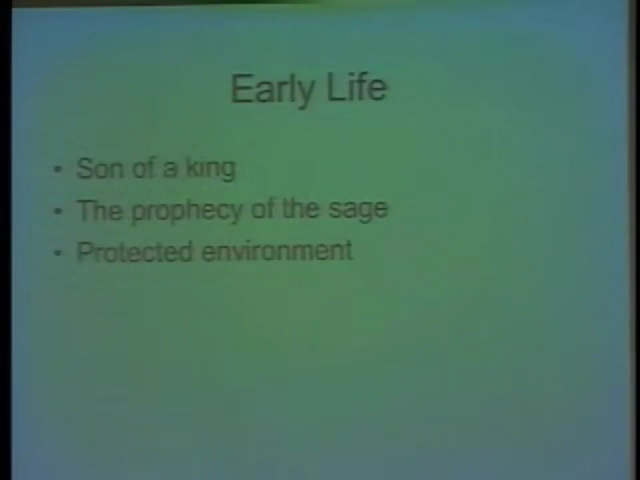 Early Life
• Son of a king
• The prophecy of the sage
• Protected environment